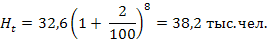 Hₜ = 32,6(1 + 2/100)⁸ = 38,2 тыс.чел.